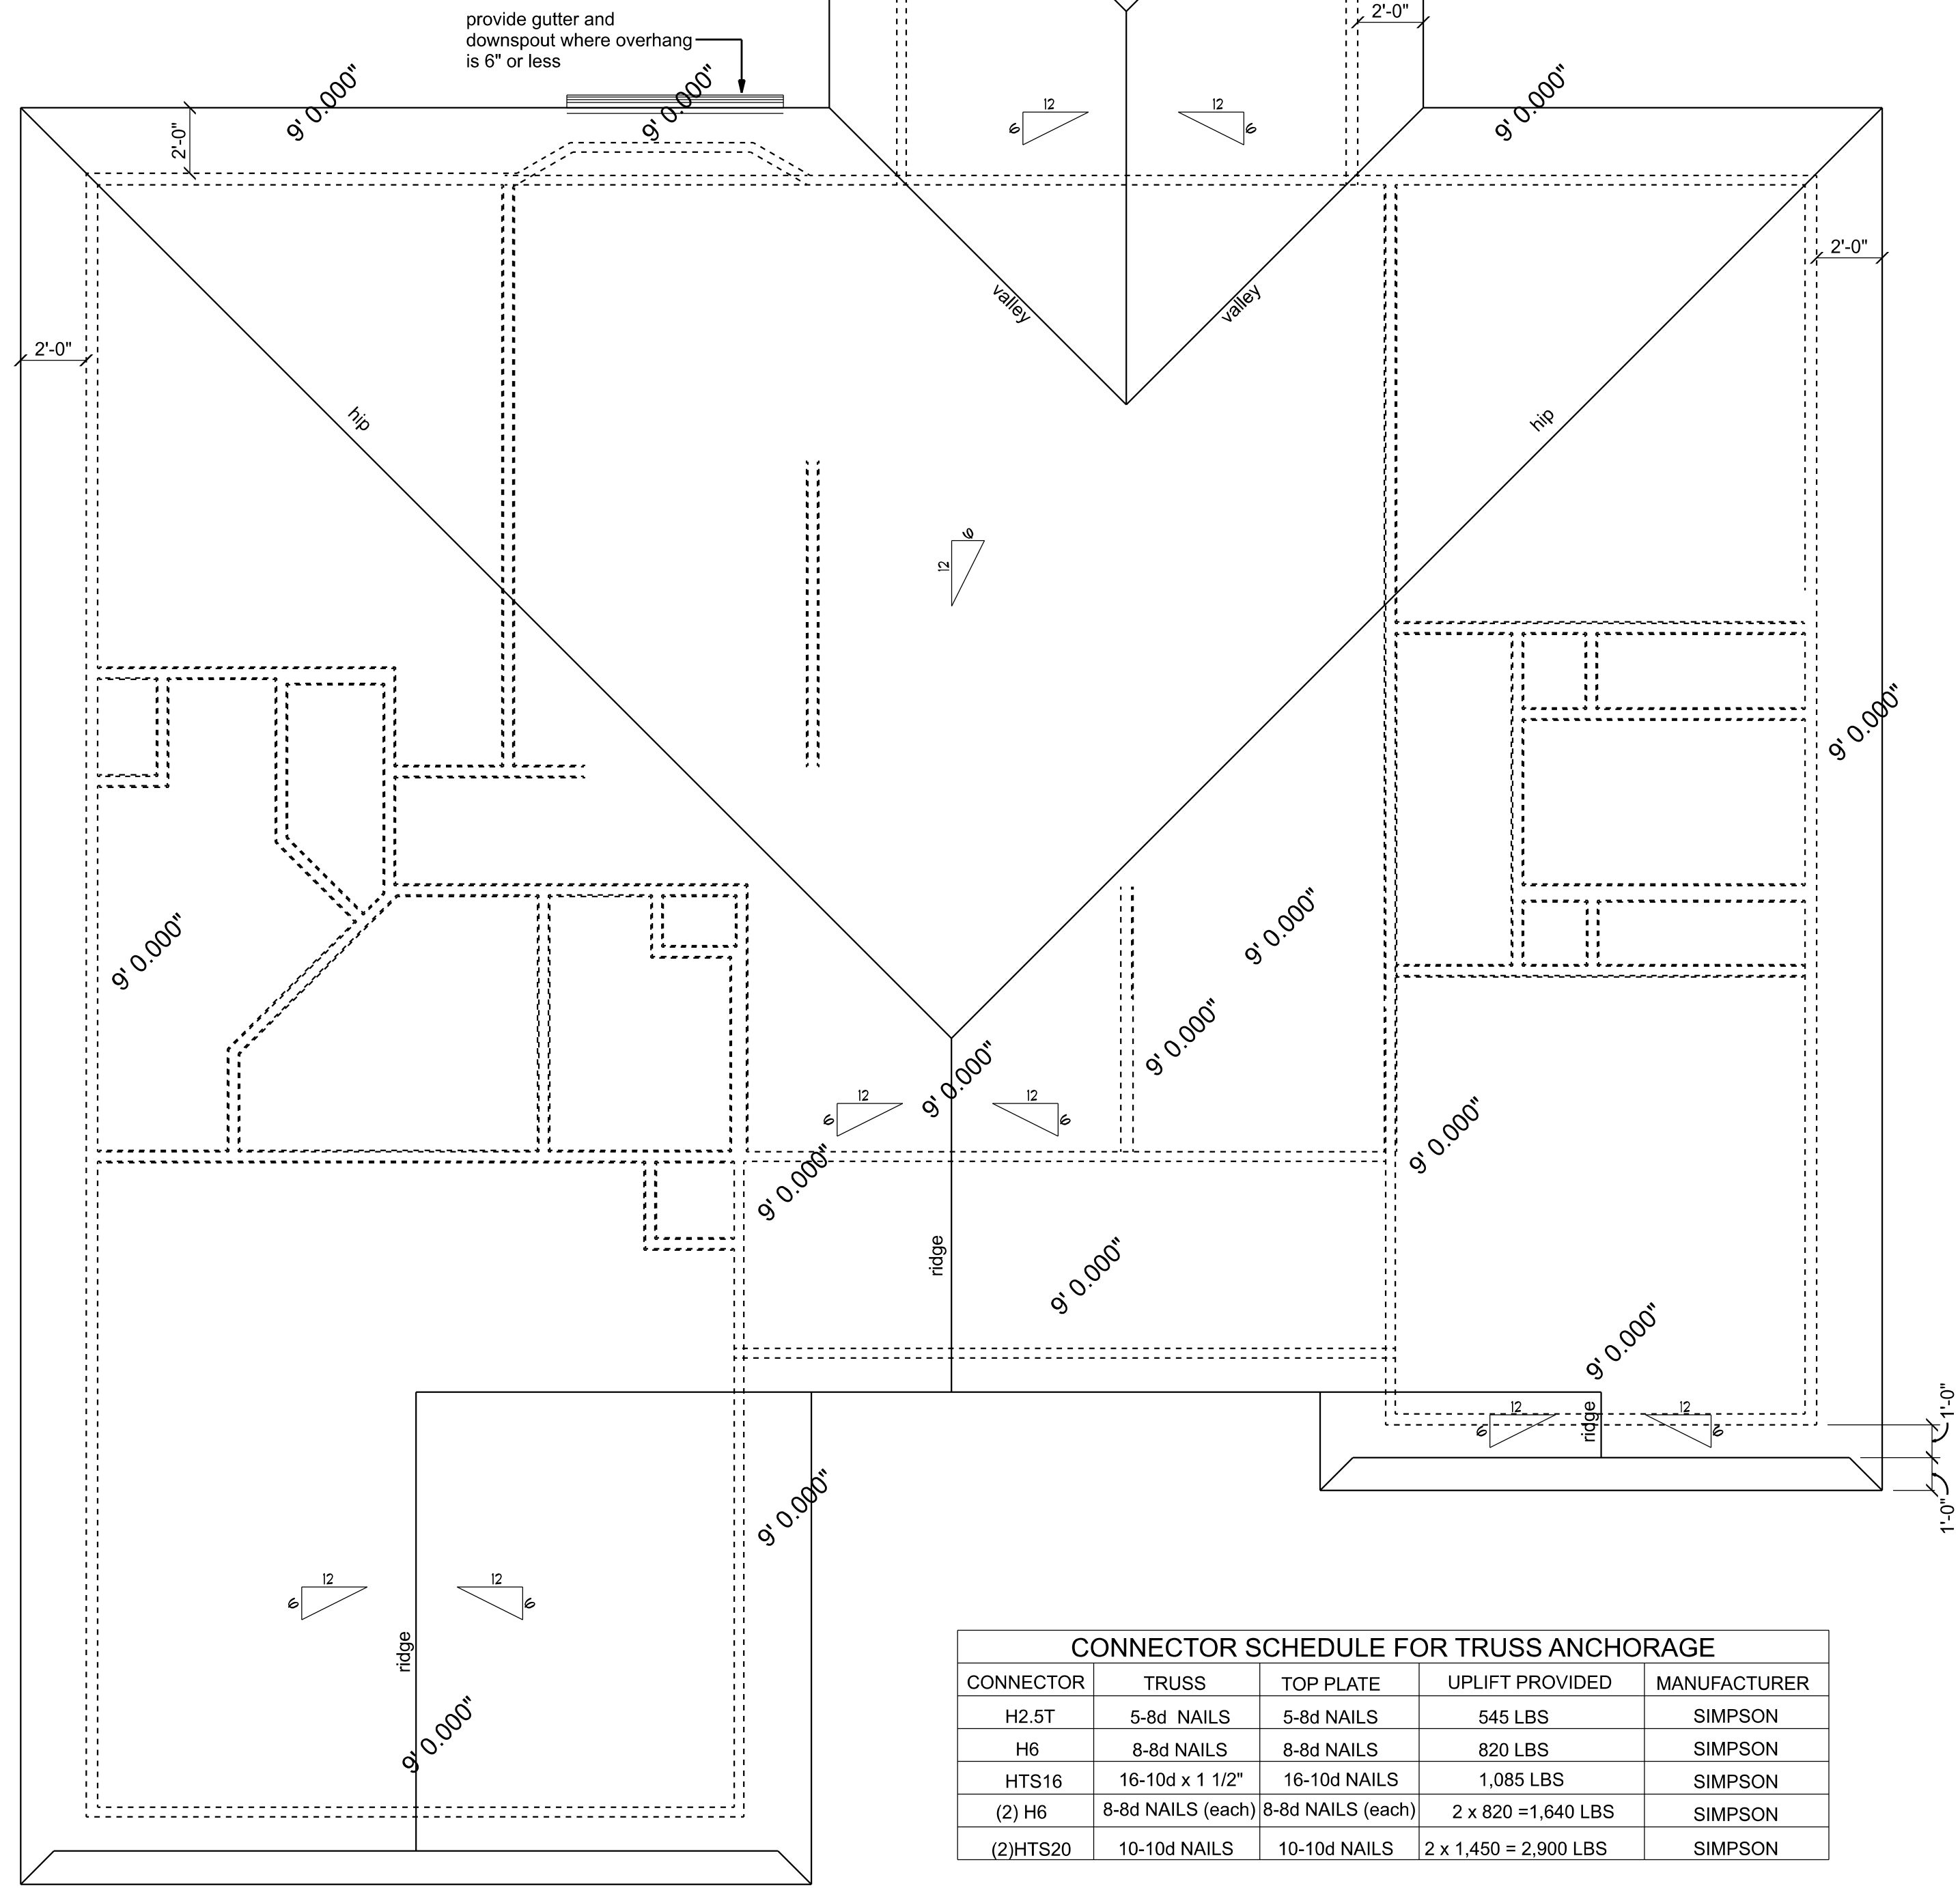 provide gutter and
downspout where overhang
is 6" or less
2'-0"
9' 0.000"
9' 0.000"
9' 0.000"
2'-0"
12
6
12
6
2'-0"
2'-0"
valley
valley
hip
hip
6
12
9' 0.000"
9' 0.000"
9' 0.000"
9' 0.000"
9' 0.000"
12
6
12
6
9' 0.000"
9' 0.000"
ridge
9' 0.000"
9' 0.000"
1'-0"
12
6
ridge
12
6
1'-0"
9' 0.000"
12
6
12
6
ridge
9' 0.000"
CONNECTOR SCHEDULE FOR TRUSS ANCHORAGE
CONNECTOR TRUSS TOP PLATE UPLIFT PROVIDED MANUFACTURER
H2.5T 5-8d NAILS 5-8d NAILS 545 LBS SIMPSON
H6 8-8d NAILS 8-8d NAILS 820 LBS SIMPSON
HTS16 16-10d x 1 1/2" 16-10d NAILS 1,085 LBS SIMPSON
(2) H6 8-8d NAILS (each) 8-8d NAILS (each) 2 x 820 =1,640 LBS SIMPSON
(2)HTS20 10-10d NAILS 10-10d NAILS 2 x 1,450 = 2,900 LBS SIMPSON